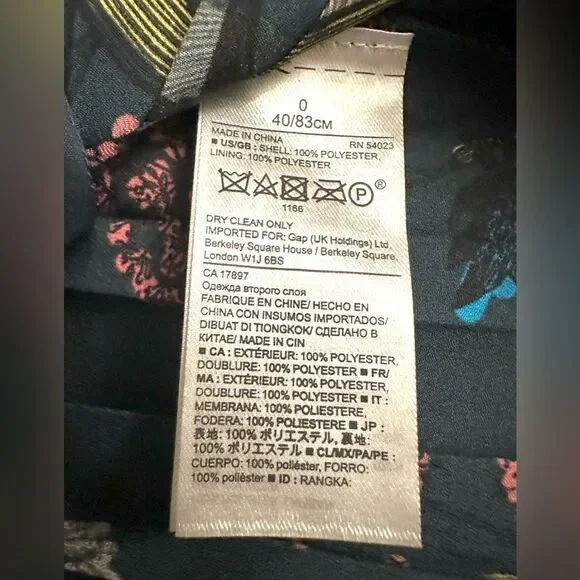 0
40/83CM
MADE IN CHINA RN 54023
■ US/GB : SHELL: 100% POLYESTER,
LINING: 100% POLYESTER
P ®
1166
DRY CLEAN ONLY
IMPORTED FOR: Gap (UK Holdings) Ltd.
Berkeley Square House / Berkeley Square,
London W1J 6BS
CA 17897
Одежда второго слоя
FABRIQUE EN CHINE/ HECHO EN
CHINA CON INSUMOS IMPORTADOS/
DIBUAT DI TIONGKOK/ СДЕЛАНО В
КИТАЕ/ MADE IN CIN
■ CA : EXTÉRIEUR: 100% POLYESTER,
DOUBLURE: 100% POLYESTER ■ FR/
MA : EXTÉRIEUR: 100% POLYESTER,
DOUBLURE: 100% POLYESTER ■ IT :
MEMBRANA: 100% POLIESTERE,
FODERA: 100% POLIESTERE ■ JP :
表地: 100% ポリエステル, 裏地:
100% ポリエステル ■ CL/MX/PA/PE :
CUERPO: 100% poliéster, FORRO:
100% poliéster ■ ID : RANGKA: